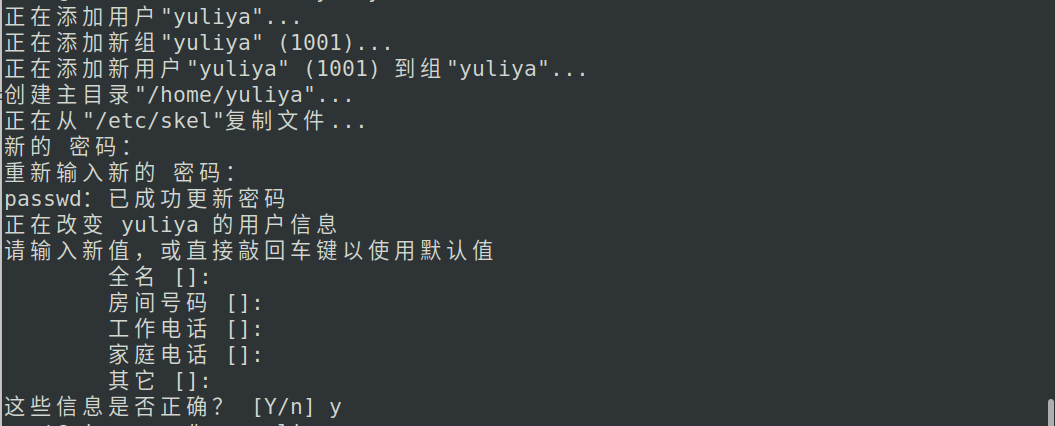 正在添加用户"yuliya"...
正在添加新组"yuliya" (1001)...
正在添加新用户"yuliya" (1001) 到组"yuliya"...
创建主目录"/home/yuliya"...
正在从"/etc/skel"复制文件...
新的 密码：
重新输入新的 密码：
passwd：已成功更新密码
正在改变 yuliya 的用户信息
请输入新值，或直接敲回车键以使用默认值
全名 []:
房间号码 []:
工作电话 []:
家庭电话 []:
其它 []:
这些信息是否正确？ [Y/n] y